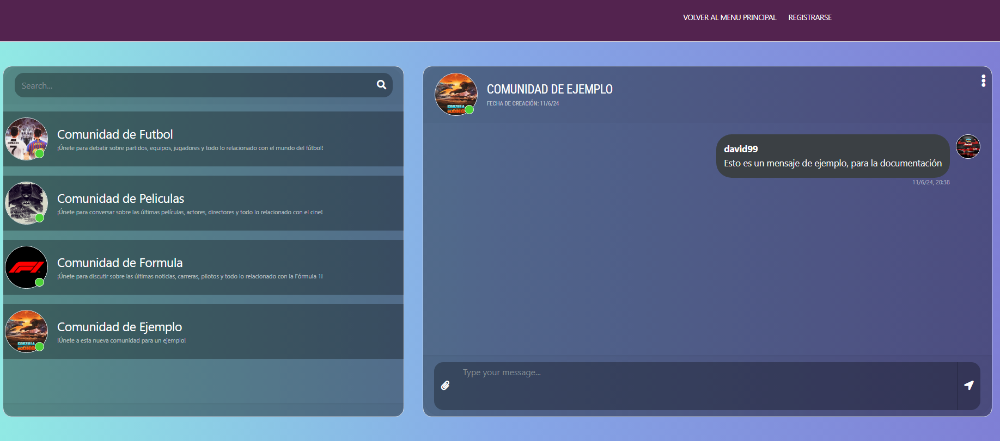 VOLVER AL MENU PRINCIPAL REGISTRARSE
Search...
Comunidad de Futbol
¡Únete para debatir sobre partidos, equipos, jugadores y todo lo relacionado con el mundo del fútbol!
Comunidad de Peliculas
¡Únete para conversar sobre las últimas películas, actores, directores y todo lo relacionado con el cine!
Comunidad de Formula
¡Únete para discutir sobre las últimas noticias, carreras, pilotos y todo lo relacionado con la Fórmula 1!
Comunidad de Ejemplo
!Únete a esta nueva comunidad para un ejemplo!
COMUNIDAD DE EJEMPLO
FECHA DE CREACIÓN: 11/6/24
david99
Esto es un mensaje de ejemplo, para la documentación
11/6/24, 20:38
Type your message...